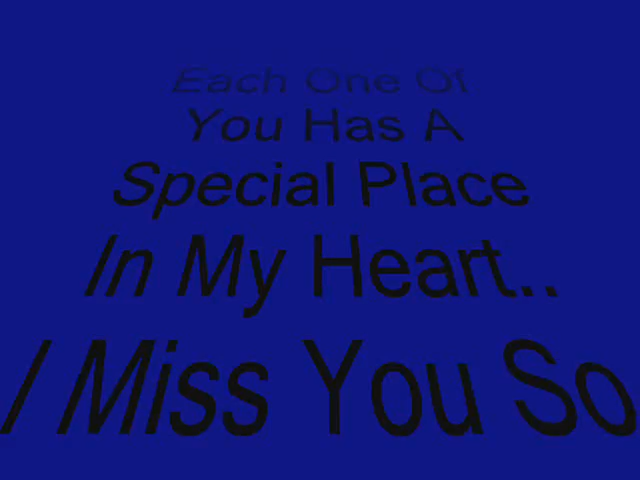 Each One Of
You Has A
Special Place
In My Heart..
I Miss You So